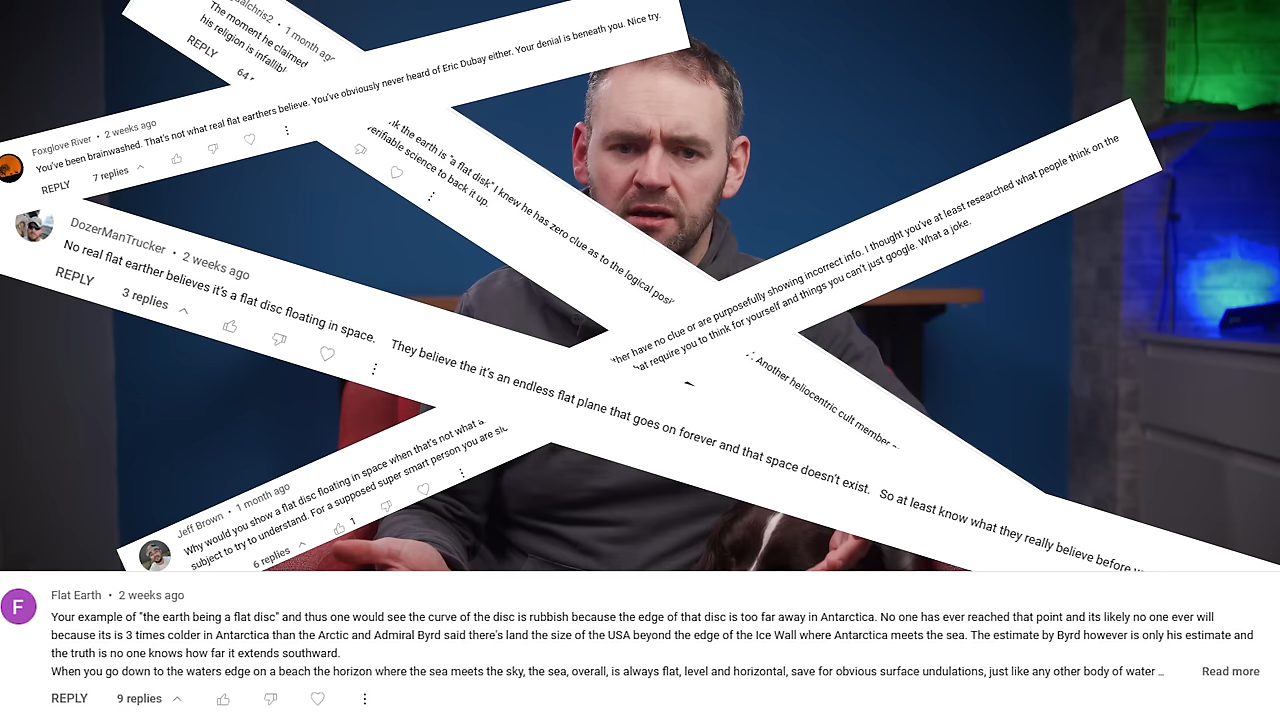 alchris2 • 1 month ago
The moment he claimed
his religion is infallibl
REPLY
64
Foxglove River • 2 weeks ago
You've been brainwashed. That's not what real flat earthers believe. You've obviously never heard of Eric Dubay either. Your denial is beneath you. Nice try.
REPLY 7 replies
the earth is "a flat disk" I knew he has zero clue as to the logical
verifiable science to back it up.
have no clue or are purposefully showing incorrect info. I thought you've at least researched what people think on the
that require you to think for yourself and things you can't just google. What a joke.
DozerManTrucker • 2 weeks ago
No real flat earther believes it's a flat disc floating in space. They believe the it's an endless flat plane that goes on forever and that space doesn't exist. So at least know what they really believe before
REPLY 3 replies
Another heliocentric cult member
Jeff Brown • 1 month ago
Why would you show a flat disc floating in space when that's not what
subject to try to understand. For a supposed super smart person you are
6 replies 1
F
Flat Earth • 2 weeks ago
Your example of "the earth being a flat disc" and thus one would see the curve of the disc is rubbish because the edge of that disc is too far away in Antarctica. No one has ever reached that point and its likely no one ever will
because its is 3 times colder in Antarctica than the Arctic and Admiral Byrd said there's land the size of the USA beyond the edge of the Ice Wall where Antarctica meets the sea. The estimate by Byrd however is only his estimate and
the truth is no one knows how far it extends southward.
When you go down to the waters edge on a beach the horizon where the sea meets the sky, the sea, overall, is always flat, level and horizontal, save for obvious surface undulations, just like any other body of water ... Read more
REPLY 9 replies